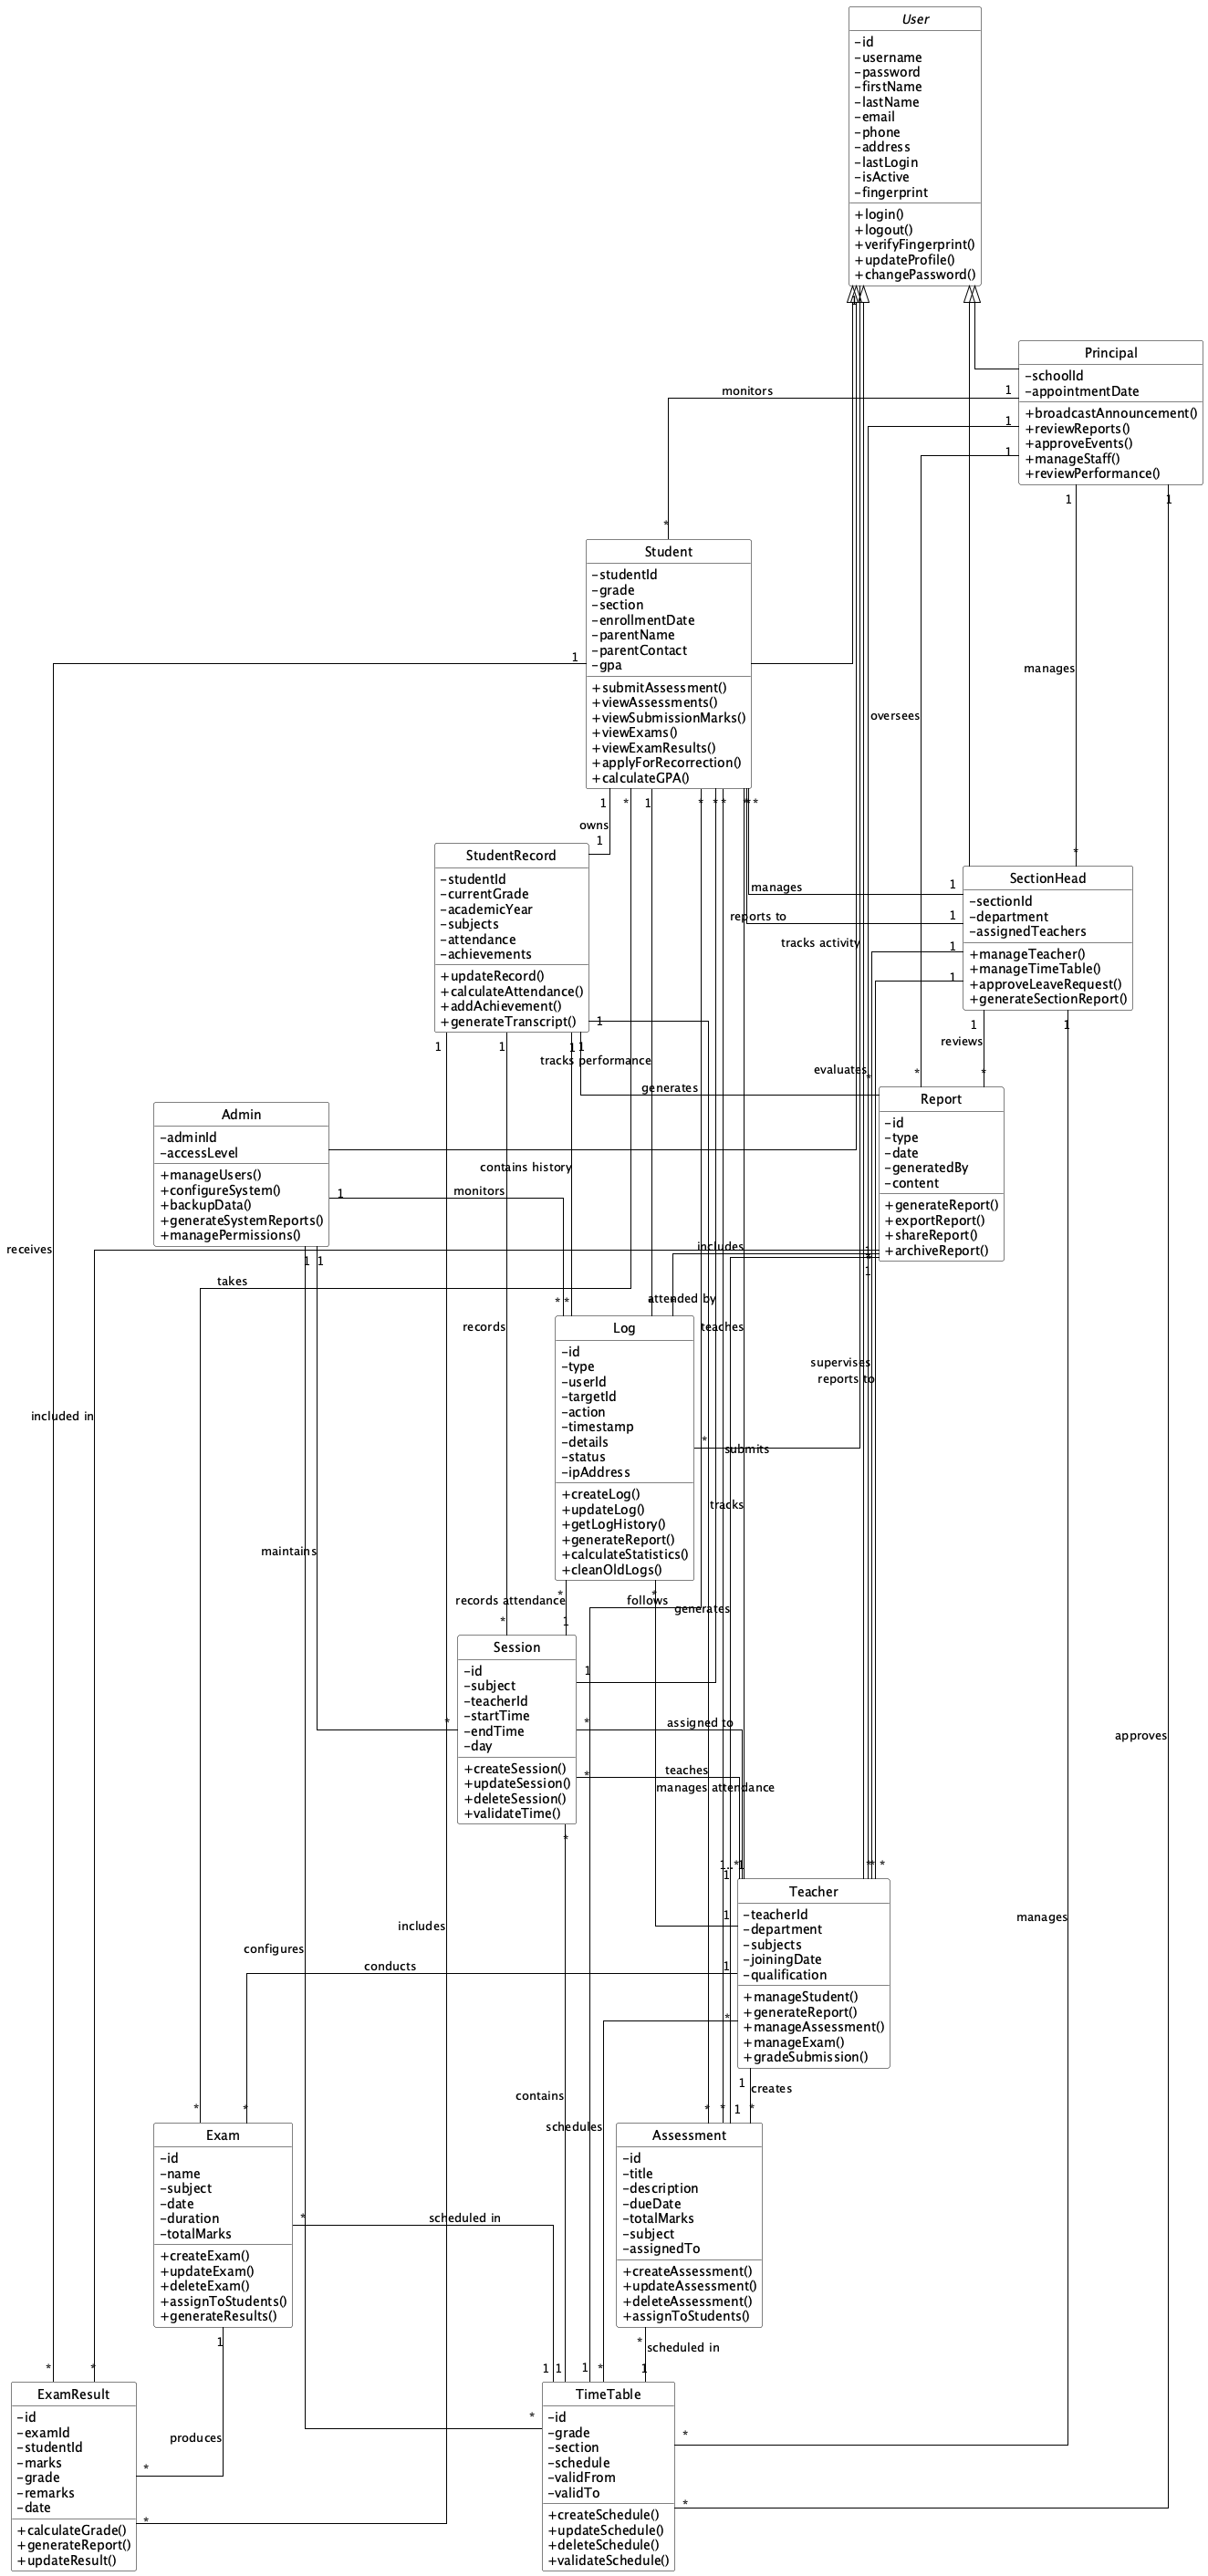 User
-id
-username
-password
-firstName
-lastName
-email
-phone
-address
-lastLogin
-isActive
-fingerprint
+login()
+logout()
+verifyFingerprint()
+updateProfile()
+changePassword()
1
Principal
-schoolId
-appointmentDate
+broadcastAnnouncement()
+reviewReports()
+approveEvents()
+manageStaff()
+reviewPerformance()
monitors
1
1
1
1
1
*
Student
-studentId
-grade
-section
-enrollmentDate
-parentName
-parentContact
-gpa
+submitAssessment()
+viewAssessments()
+viewSubmissionMarks()
+viewExams()
+viewExamResults()
+applyForRecorrection()
+calculateGPA()
1
manages
oversees
1
*
1
*
*
*
*
*
owns
1
*
StudentRecord
-studentId
-currentGrade
-academicYear
-subjects
-attendance
-achievements
+updateRecord()
+calculateAttendance()
+addAchievement()
+generateTranscript()
SectionHead
-sectionId
-department
-assignedTeachers
+manageTeacher()
+manageTimeTable()
+approveLeaveRequest()
+generateSectionReport()
manages
1
reports to
1
tracks activity
1
1
1
1
1
reviews
1
1
1
1
tracks performance
evaluates
*
*
*
generates
Report
-id
-type
-date
-generatedBy
-content
+generateReport()
+exportReport()
+shareReport()
+archiveReport()
Admin
-adminId
-accessLevel
+manageUsers()
+configureSystem()
+backupData()
+generateSystemReports()
+managePermissions()
contains history
1
monitors
receives
1
1
includes
1
takes
*
*
attended by
Log
-id
-type
-userId
-targetId
-action
-timestamp
-details
-status
-ipAddress
+createLog()
+updateLog()
+getLogHistory()
+generateReport()
+calculateStatistics()
+cleanOldLogs()
records
teaches
supervises
reports to
included in
*
submits
tracks
maintains
*
*
records attendance
follows
generates
*
1
Session
-id
-subject
-teacherId
-startTime
-endTime
-day
+createSession()
+updateSession()
+deleteSession()
+validateTime()
1
*
*
assigned to
approves
*
teaches
manages attendance
*
1..*
1
1
*
*
Teacher
-teacherId
-department
-subjects
-joiningDate
-qualification
+manageStudent()
+generateReport()
+manageAssessment()
+manageExam()
+gradeSubmission()
1
manages
includes
configures
conducts
1
*
1
creates
contains
schedules
*
*
*
*
1
*
Exam
-id
-name
-subject
-date
-duration
-totalMarks
+createExam()
+updateExam()
+deleteExam()
+assignToStudents()
+generateResults()
Assessment
-id
-title
-description
-dueDate
-totalMarks
-subject
-assignedTo
+createAssessment()
+updateAssessment()
+deleteAssessment()
+assignToStudents()
*
scheduled in
1
*
scheduled in
*
*
1
1
1
*
1
ExamResult
-id
-examId
-studentId
-marks
-grade
-remarks
-date
+calculateGrade()
+generateReport()
+updateResult()
produces
*
*
TimeTable
-id
-grade
-section
-schedule
-validFrom
-validTo
+createSchedule()
+updateSchedule()
+deleteSchedule()
+validateSchedule()
*
*
*